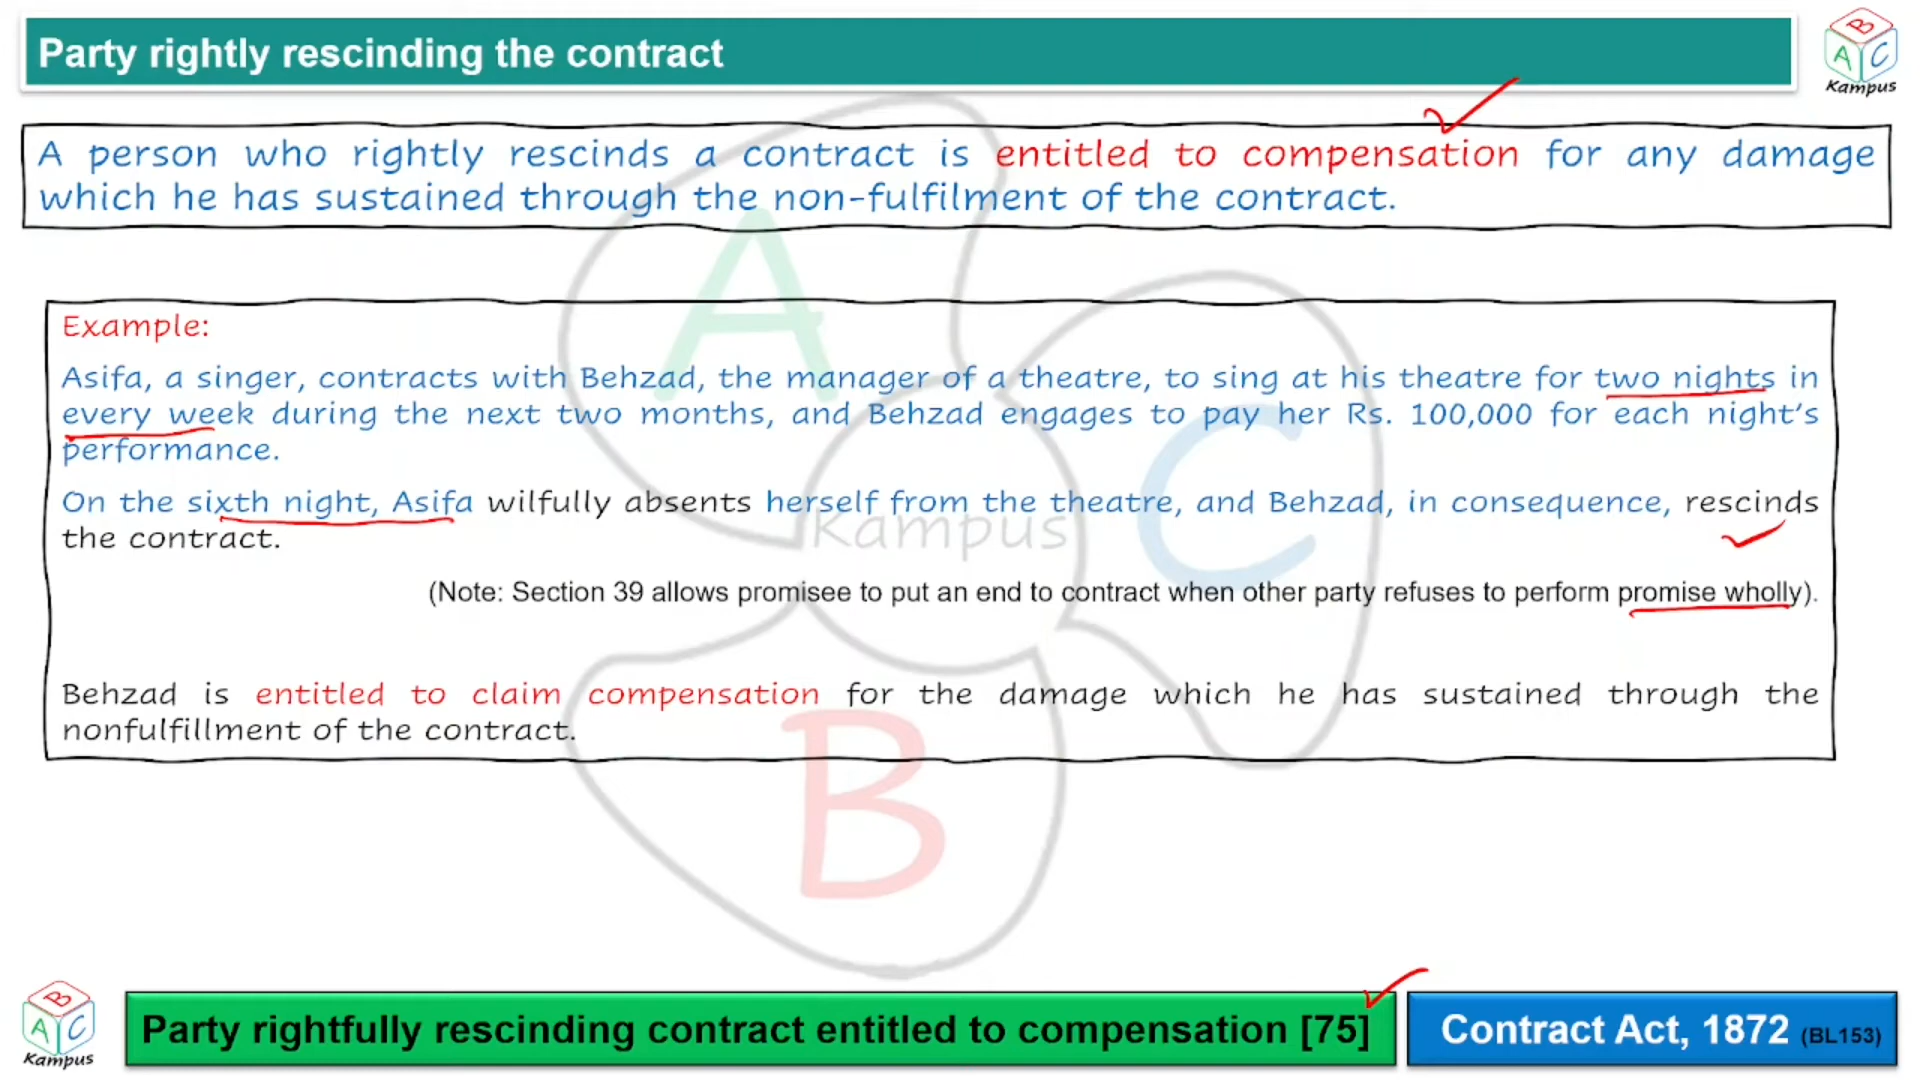 Party rightly rescinding the contract
B
A C
Kampus
A person who rightly rescinds a contract is entitled to compensation for any damage
which he has sustained through the non-fulfilment of the contract.
Example:
Asifa, a singer, contracts with Behzad, the manager of a theatre, to sing at his theatre for two nights in
every week during the next two months, and Behzad engages to pay her Rs. 100,000 for each night's
performance.
On the sixth night, Asifa wilfully absents herself from the theatre, and Behzad, in consequence, rescinds
the contract.
(Note: Section 39 allows promisee to put an end to contract when other party refuses to perform promise wholly).
Behzad is entitled to claim compensation for the damage which he has sustained through the
nonfulfillment of the contract.
A
C
Kampus
B
B
A C
Kampus
Party rightfully rescinding contract entitled to compensation [75]
Contract Act, 1872 (BL153)